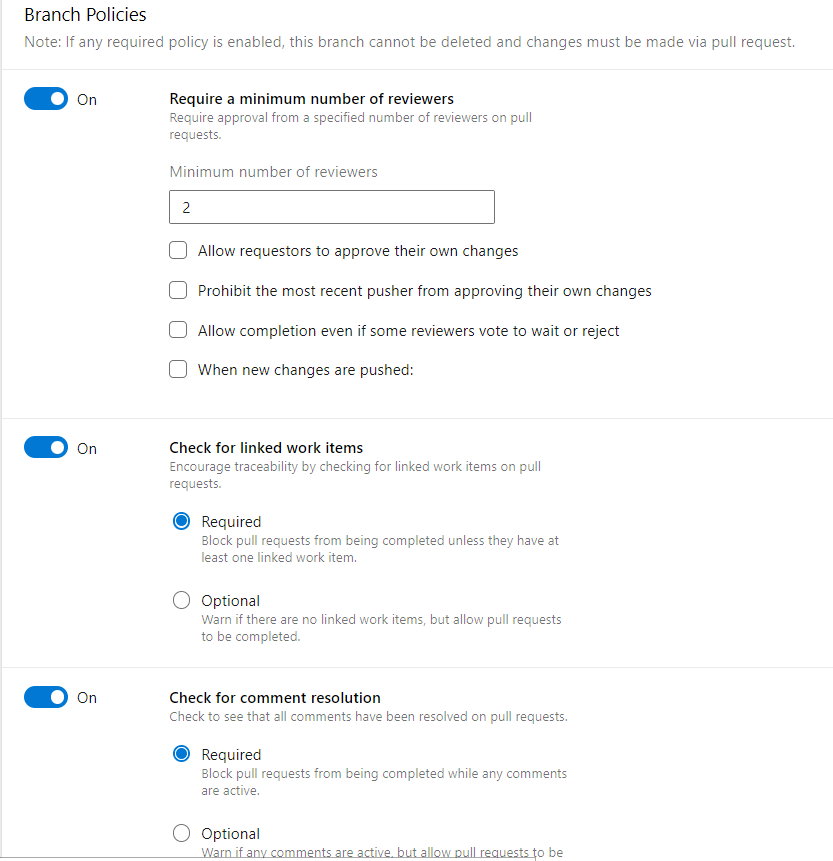 Branch Policies
Note: If any required policy is enabled, this branch cannot be deleted and changes must be made via pull request.
On
Require a minimum number of reviewers
Require approval from a specified number of reviewers on pull
requests.
Minimum number of reviewers
2
Allow requestors to approve their own changes
Prohibit the most recent pusher from approving their own changes
Allow completion even if some reviewers vote to wait or reject
When new changes are pushed:
On
Check for linked work items
Encourage traceability by checking for linked work items on pull
requests.
Required
Block pull requests from being completed unless they have at
least one linked work item.
Optional
Warn if there are no linked work items, but allow pull requests
to be completed.
On
Check for comment resolution
Check to see that all comments have been resolved on pull requests.
Required
Block pull requests from being completed while any comments
are active.
Optional
Warn if any comments are active, but allow pull requests to be